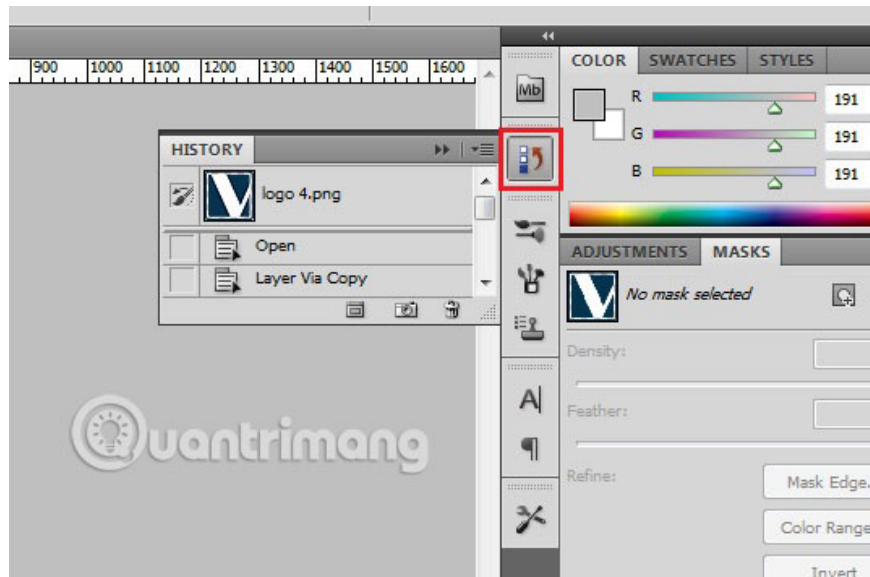 900 1000 1100 1200 1300 1400 1500 1600
Mb
COLOR SWATCHES STYLES
R 191
G 191
B 191
HISTORY
logo 4.png
Open
Layer Via Copy
ADJUSTMENTS MASKS
No mask selected
Density:
A
¶
Feather:
Refine:
Mask Edge.
Color Range
Invert
Quantrimang